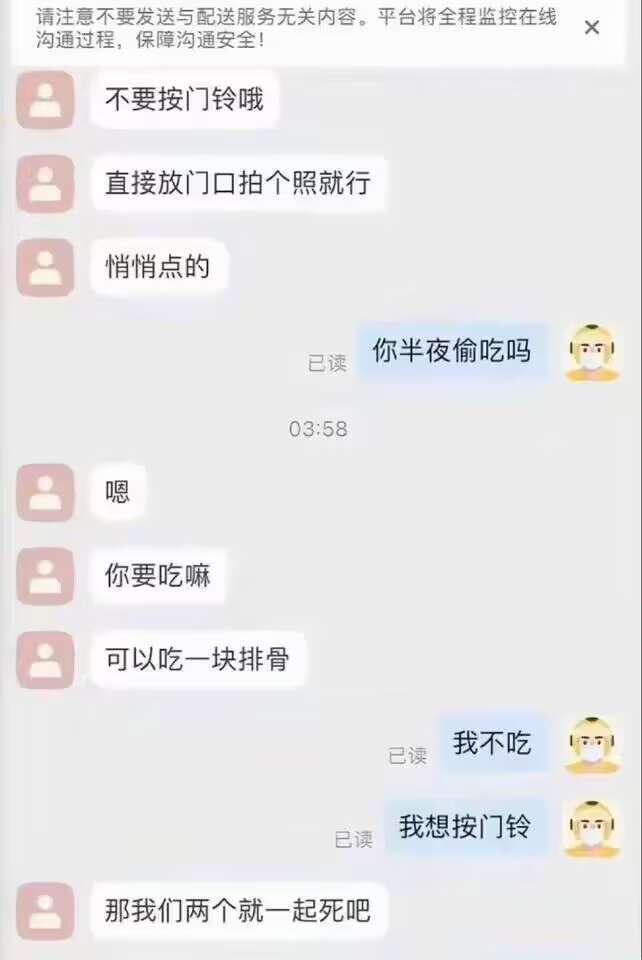 请注意不要发送与配送服务无关内容。平台将全程监控在线
沟通过程，保障沟通安全！
不要按门铃哦
直接放门口拍个照就行
悄悄点的
已读
你半夜偷吃吗
03:58
嗯
你要吃嘛
可以吃一块排骨
已读
我不吃
已读
我想按门铃
那我们两个就一起死吧